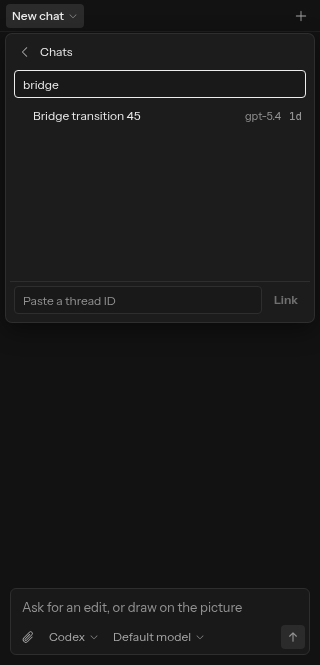 New chat
Chats
bridge
Bridge transition 45 gpt-5.4 1d
Paste a thread ID Link
Ask for an edit, or draw on the picture
Codex Default model